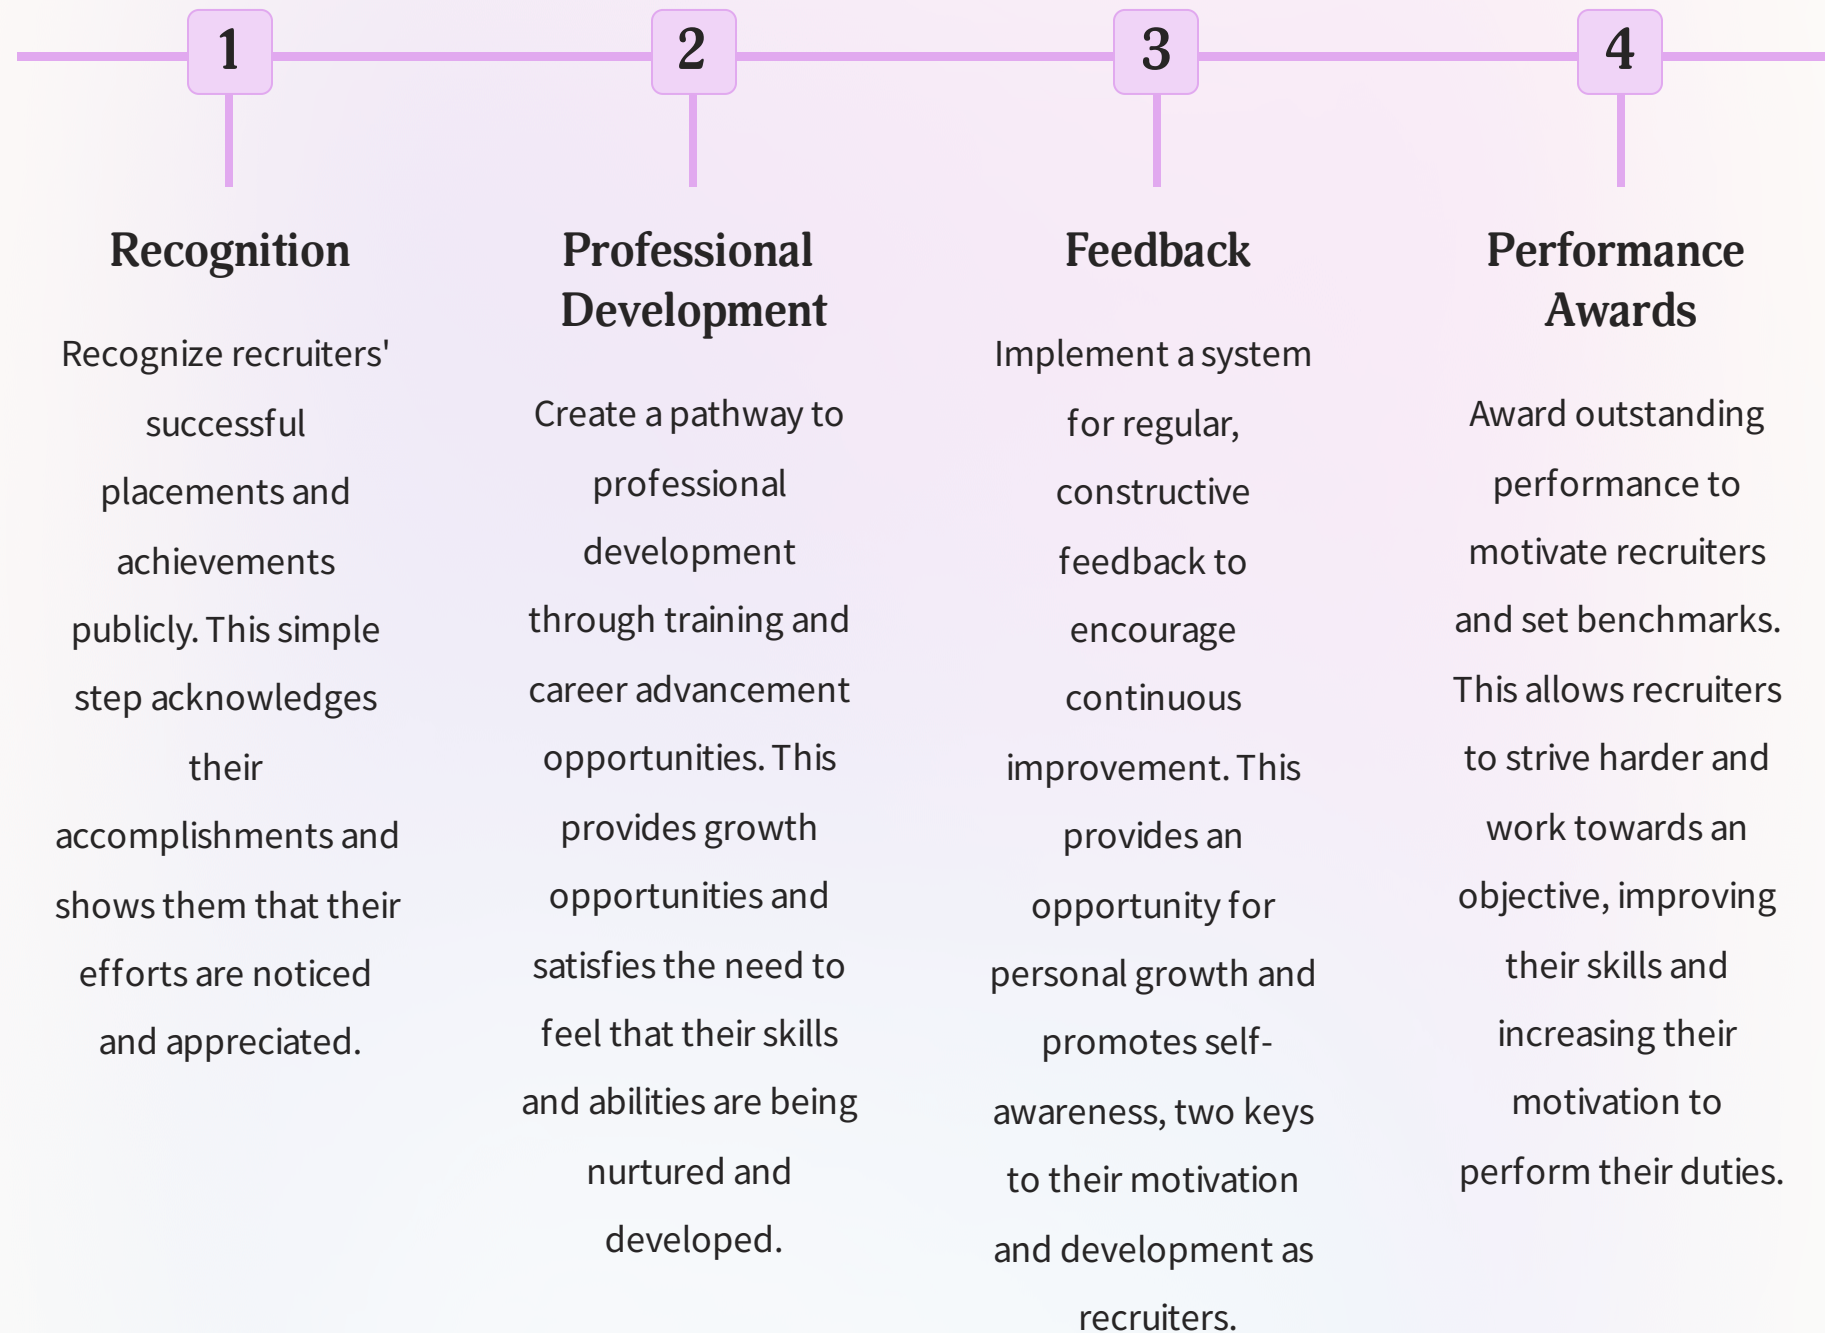 1
Recognition
Recognize recruiters'
successful
placements and
achievements
publicly. This simple
step acknowledges
their
accomplishments and
shows them that their
efforts are noticed
and appreciated.
2
Professional
Development
Create a pathway to
professional
development
through training and
career advancement
opportunities. This
provides growth
opportunities and
satisfies the need to
feel that their skills
and abilities are being
nurtured and
developed.
3
Feedback
Implement a system
for regular,
constructive
feedback to
encourage
continuous
improvement. This
provides an
opportunity for
personal growth and
promotes self-
awareness, two keys
to their motivation
and development as
recruiters.
4
Performance
Awards
Award outstanding
performance to
motivate recruiters
and set benchmarks.
This allows recruiters
to strive harder and
work towards an
objective, improving
their skills and
increasing their
motivation to
perform their duties.